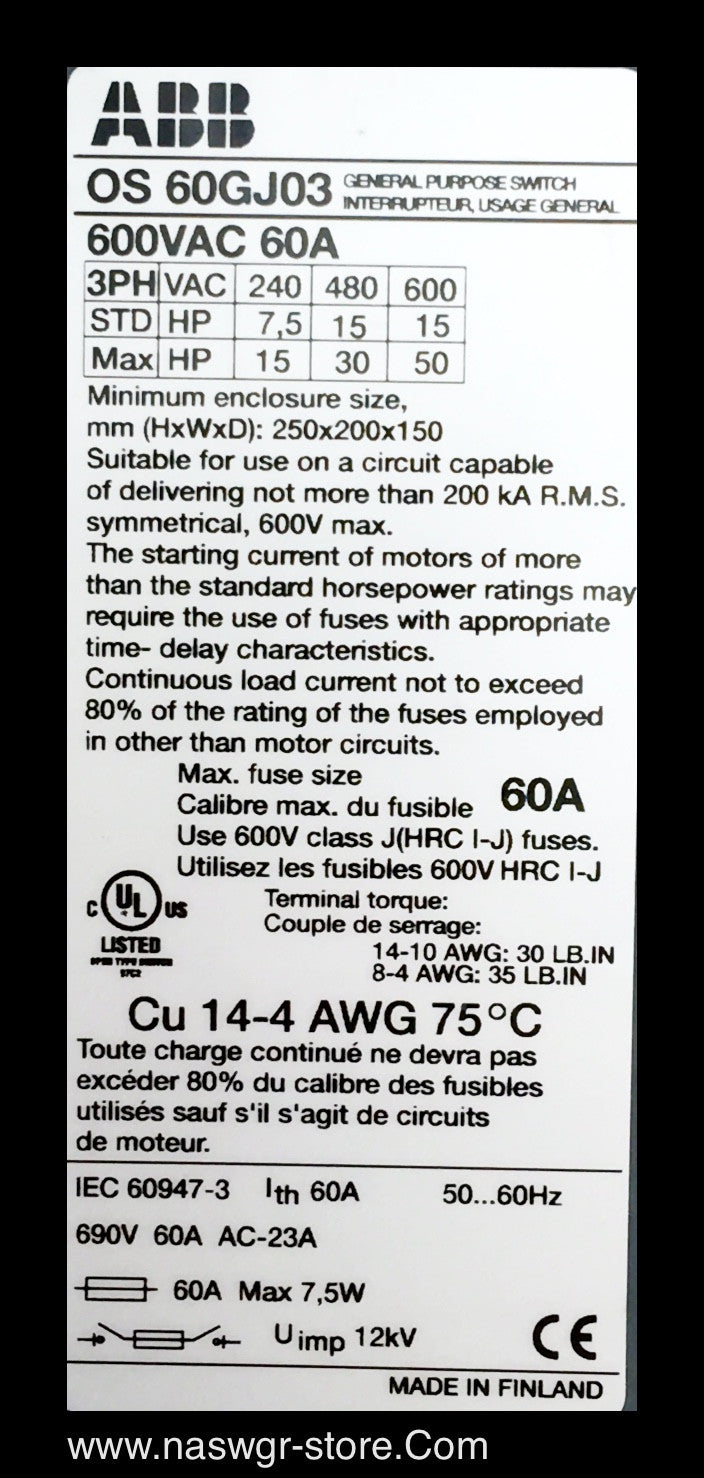 ABB
OS 60GJ03 GENERAL PURPOSE SWITCH
INTERRUPTEUR, USAGE GENERAL
600VAC 60A
3PH VAC 240 480 600
STD HP 7,5 15 15
Max HP 15 30 50
Minimum enclosure size,
mm (HxWxD): 250x200x150
Suitable for use on a circuit capable
of delivering not more than 200 kA R.M.S.
symmetrical, 600V max.
The starting current of motors of more
than the standard horsepower ratings may
require the use of fuses with appropriate
time- delay characteristics.
Continuous load current not to exceed
80% of the rating of the fuses employed
in other than motor circuits.
Max. fuse size
Calibre max. du fusible 60A
Use 600V class J(HRC I-J) fuses.
Utilisez les fusibles 600V HRC I-J
C UL US
LISTED
Terminal torque:
Couple de serrage:
14-10 AWG: 30 LB.IN
8-4 AWG: 35 LB.IN
Cu 14-4 AWG 75°C
Toute charge continué ne devra pas
excéder 80% du calibre des fusibles
utilisés sauf s'il s'agit de circuits
de moteur.
IEC 60947-3 Ith 60A 50...60Hz
690V 60A AC-23A
60A Max 7,5W
Uimp 12kV CE
MADE IN FINLAND
www.naswgr-store.Com